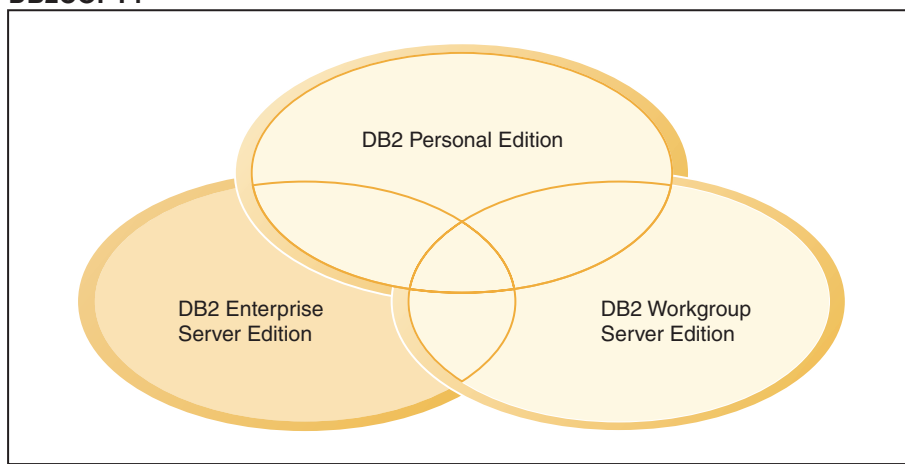 DB2 Personal Edition
DB2 Enterprise
Server Edition
DB2 Workgroup
Server Edition